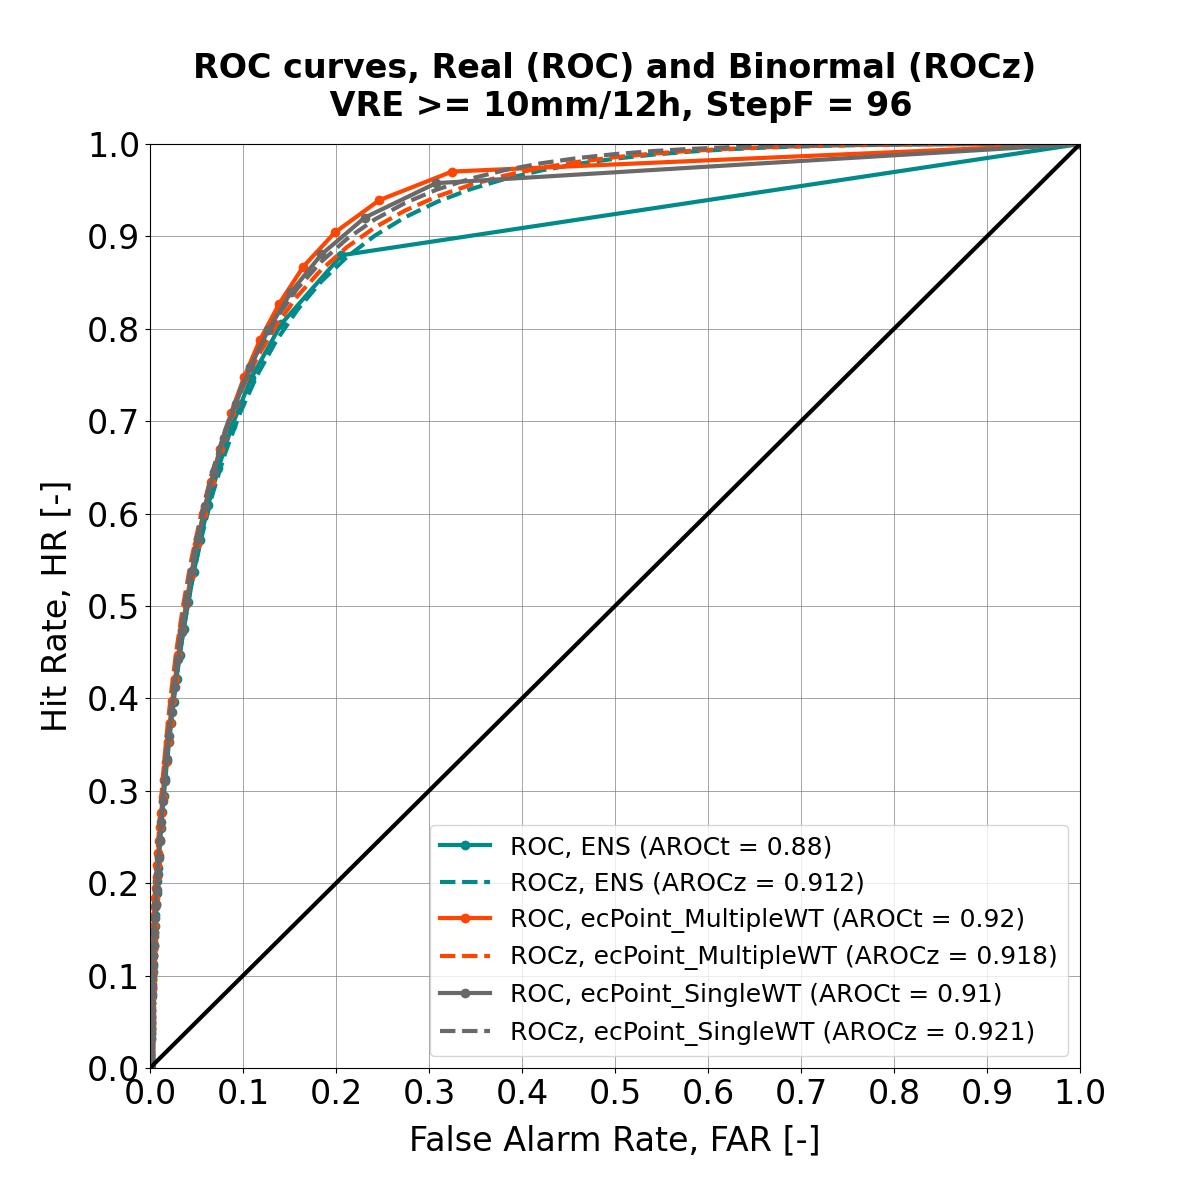 ROC curves, Real (ROC) and Binormal (ROCz)
VRE >= 10mm/12h, StepF = 96
1.0
0.9
0.8
0.7
0.6
0.5
0.4
0.3
0.2
0.1
0.0
Hit Rate, HR [-]
ROC, ENS (AROCt = 0.88)
ROCz, ENS (AROCz = 0.912)
ROC, ecPoint_MultipleWT (AROCt = 0.92)
ROCz, ecPoint_MultipleWT (AROCz = 0.918)
ROC, ecPoint_SingleWT (AROCt = 0.91)
ROCz, ecPoint_SingleWT (AROCz = 0.921)
0.0 0.1 0.2 0.3 0.4 0.5 0.6 0.7 0.8 0.9 1.0
False Alarm Rate, FAR [-]